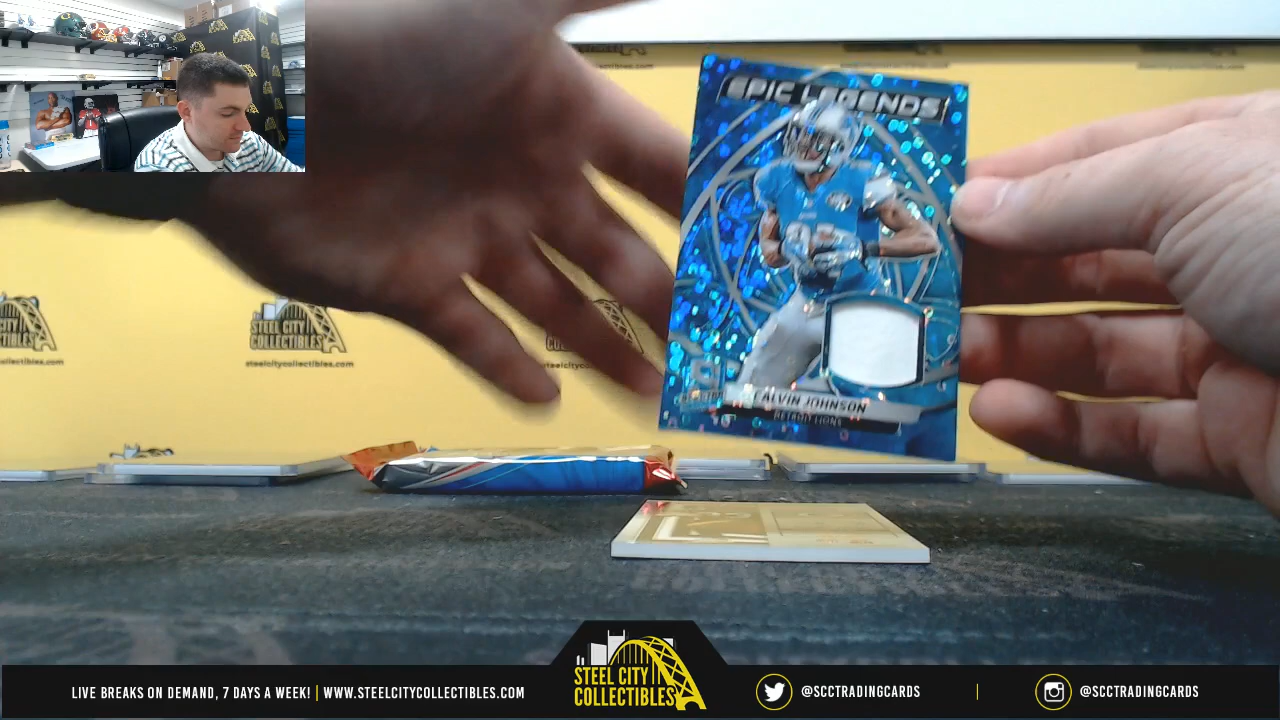 EPIC LEGENDS
CALVIN JOHNSON
DETROIT LIONS
STEEL CITY
COLLECTIBLES
steelcitycollectibles.com
LIVE BREAKS ON DEMAND, 7 DAYS A WEEK! | WWW.STEELCITYCOLLECTIBLES.COM
STEEL CITY
COLLECTIBLES
@SCCTRADINGCARDS
@SCCTRADINGCARDS